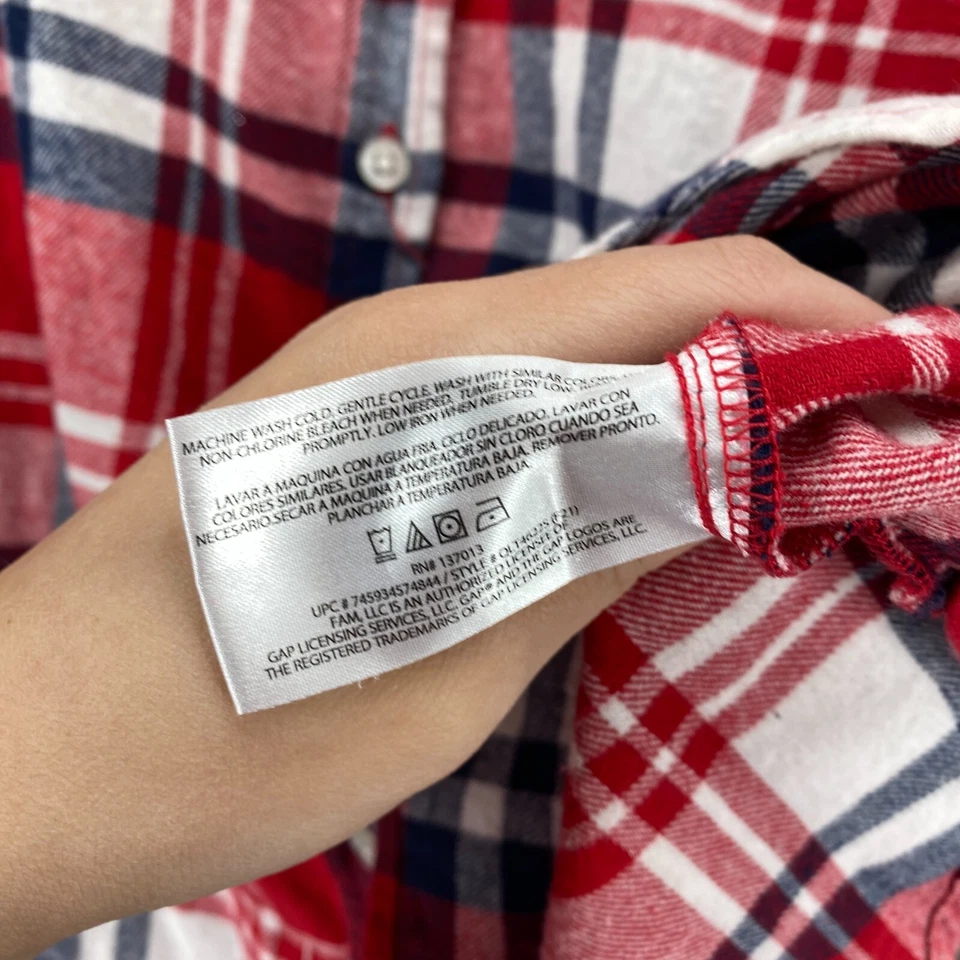 MACHINE WASH COLD, GENTLE CYCLE. WASH WITH SIMILAR COLORS.
NON-CHLORINE BLEACH WHEN NEEDED. TUMBLE DRY LOW.
PROMPTLY. LOW IRON WHEN NEEDED.
LAVAR A MAQUINA CON AGUA FRIA CICLO DELICADO. LAVAR CON
COLORES SIMILARES. USAR BLANQUEADOR SIN CLORO CUANDO SEA
NECESARIO.SECAR A MAQUINA A TEMPERATURA BAJA. REMOVER PRONTO.
PLANCHAR A TEMPERATURA BAJA.
RN# 137013
UPC # 745934574844 / STYLE # (F21)
FAM, LLC IS AN AUTHORIZED LICENSEE OF
GAP LICENSING SERVICES, LLC. GAP® AND THE GAP LOGOS ARE
THE REGISTERED TRADEMARKS OF GAP LICENSING SERVICES, LLC.